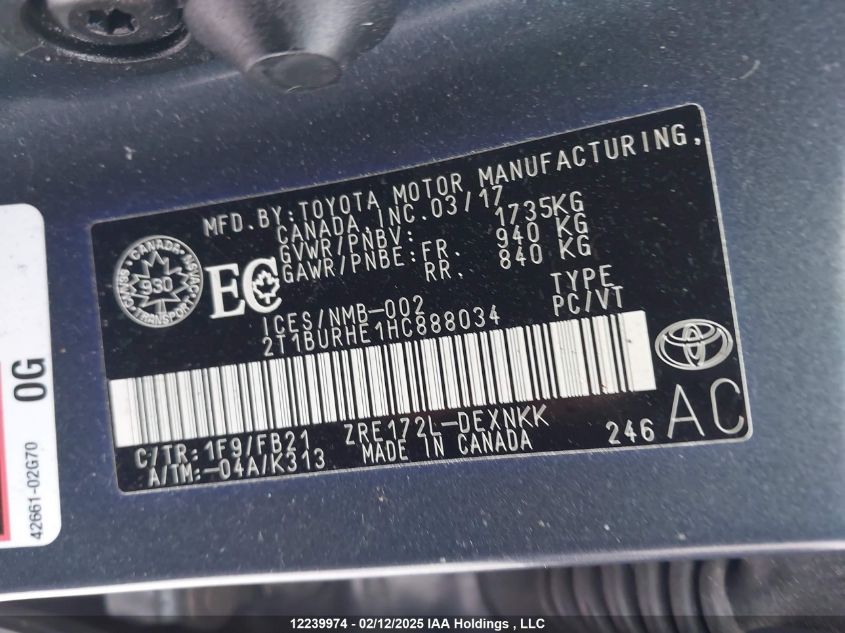 MFD.BY:TOYOTA MOTOR MANUFACTURING,
CANADA,INC.03/17
GVWR/PNBV: 1735KG
GAWR/PNBE:FR. 940 KG
RR. 840 KG
CANADA
930
TRANSPORT
EC
ICES/NMB-002
TYPE
2T1BURHE1HC888034
PC/VT
C/TR:1F9/FB21
ZRE172L-DEXNKK
A/TM:-04A/K313
MADE IN CANADA
246
AC
0G
42661-02G70
12239974 - 02/12/2025 IAA Holdings , LLC